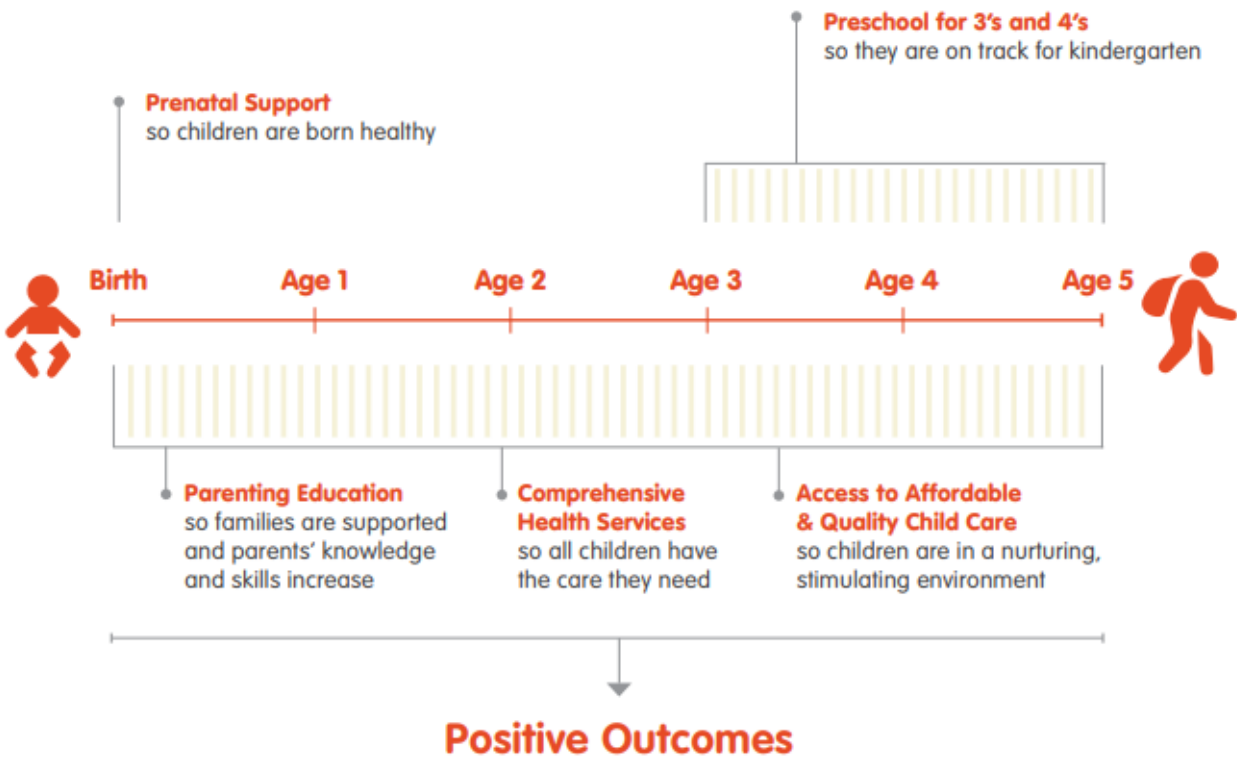 Preschool for 3's and 4's
so they are on track for kindergarten
Prenatal Support
so children are born healthy
Birth Age 1 Age 2 Age 3 Age 4 Age 5
Parenting Education
so families are supported
and parents' knowledge
and skills increase
Comprehensive
Health Services
so all children have
the care they need
Access to Affordable
& Quality Child Care
so children are in a nurturing,
stimulating environment
Positive Outcomes